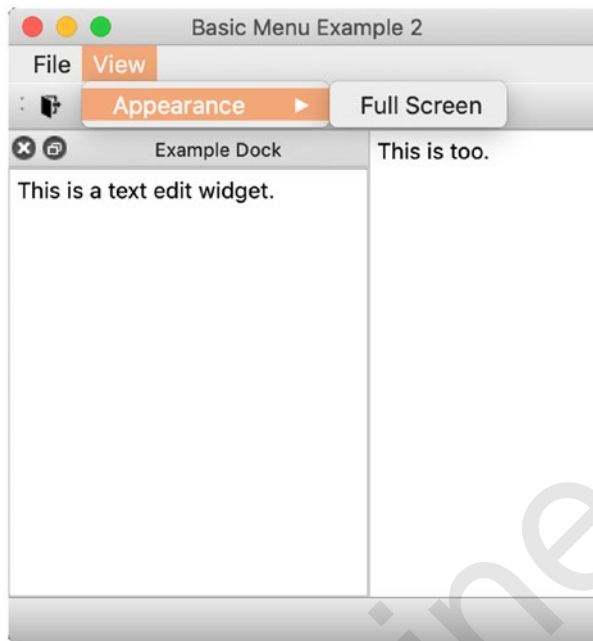 Basic Menu Example 2
File View
Appearance Full Screen
Example Dock
This is too.
This is a text edit widget.
ine